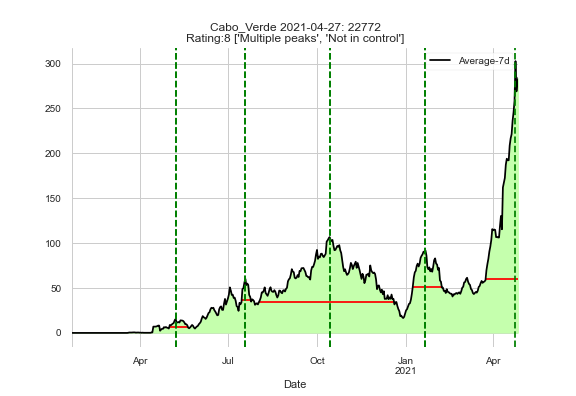 Cabo_Verde 2021-04-27: 22772
Rating:8 ['Multiple peaks', 'Not in control']
Average-7d
300
250
200
150
100
50
0
Apr
Jul
Oct
Jan
2021
Apr
Date